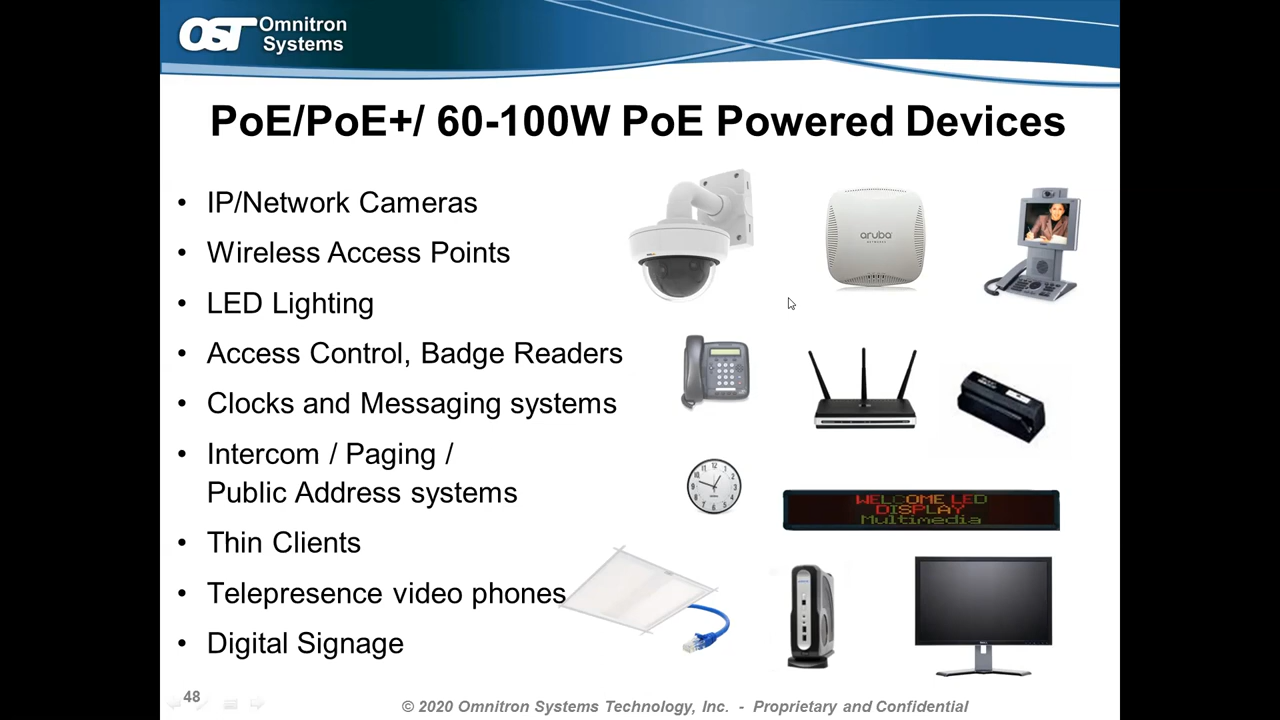 OST Omnitron
Systems
PoE/PoE+/ 60-100W PoE Powered Devices
• IP/Network Cameras
• Wireless Access Points
• LED Lighting
• Access Control, Badge Readers
• Clocks and Messaging systems
• Intercom / Paging /
Public Address systems
• Thin Clients
• Telepresence video phones
• Digital Signage
aruba
NETWORKS
WELCOME LED
DISPLAY
Multimedia
48
© 2020 Omnitron Systems Technology, Inc. - Proprietary and Confidential